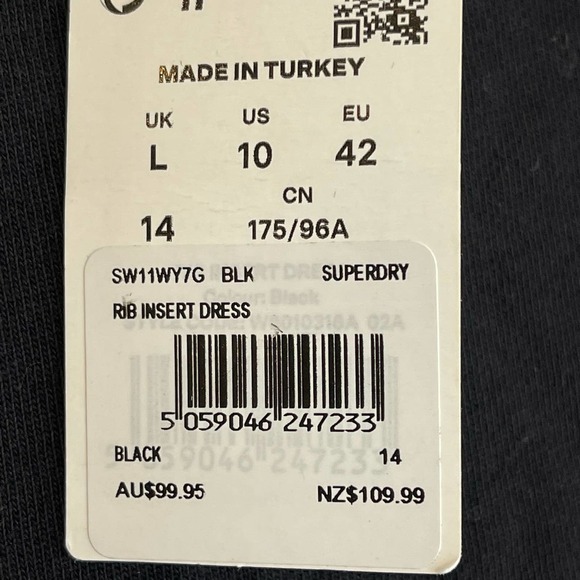 MADE IN TURKEY
UK US EU
L 10 42
CN
14 175/96A
SW11WY7G BLK SUPERDRY
RIB INSERT DRESS
5 059046 247233
BLACK 14
AU$99.95 NZ$109.99